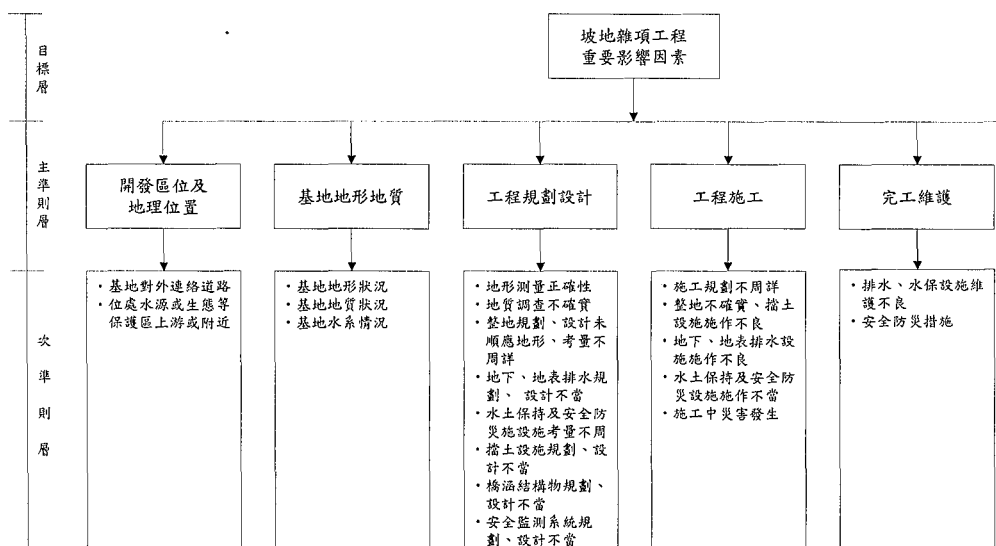 目標層
坡地雜項工程
重要影響因素
主準則層
開發區位及
地理位置
基地地形地質
工程規劃設計
工程施工
完工維護
次準則層
・基地對外連絡道路
・位處水源或生態等
保護區上游或附近
・基地地形狀況
・基地地質狀況
・基地水系情況
・地形測量正確性
・地質調查不確實
・整地規劃、設計未
順應地形、考量不
周詳
・地下、地表排水規
劃、 設計不當
・水土保持及安全防
災施設施考量不周
・擋土設施規劃、設
計不當
・橋涵結構物規劃、
設計不當
・安全監測系統規
劃、設計不當
・施工規劃不周詳
・整地不確實、擋土
設施施作不良
・地下、地表排水設
施施作不良
・水土保持及安全防
災設施施作不當
・施工中災害發生
・排水、水保設施維
護不良
・安全防災措施